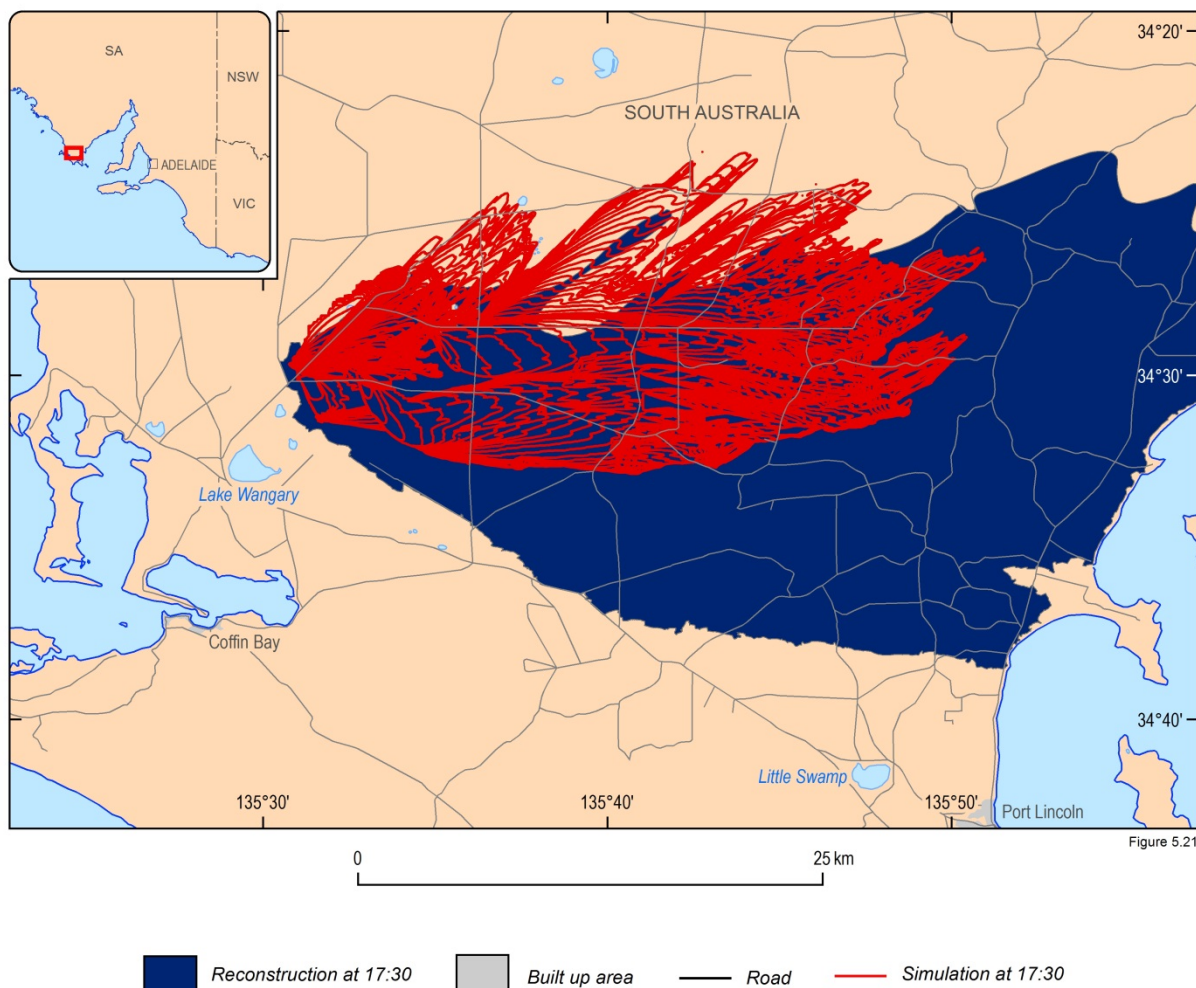 SA
NSW
ADELAIDE
VIC
34°20'
SOUTH AUSTRALIA
34°30'
Lake Wangary
Coffin Bay
34°40'
Little Swamp
135°30'
135°40'
135°50'
Port Lincoln
Figure 5.21
0
25 km
Reconstruction at 17:30
Built up area
Road
Simulation at 17:30